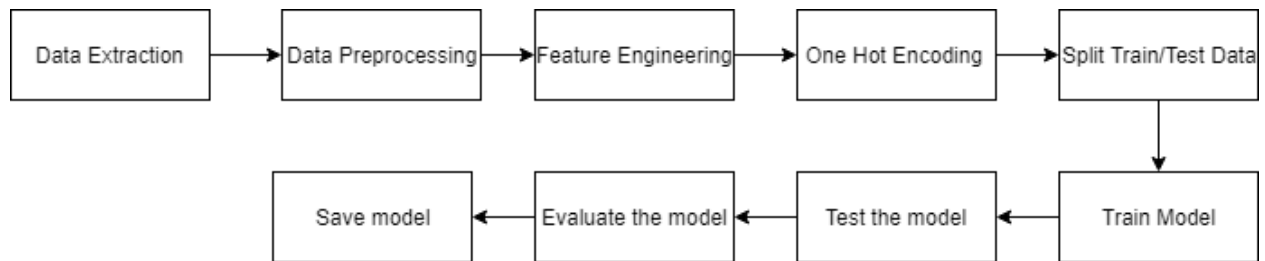 Data Extraction
Data Preprocessing
Feature Engineering
One Hot Encoding
Split Train/Test Data
Train Model
Test the model
Evaluate the model
Save model